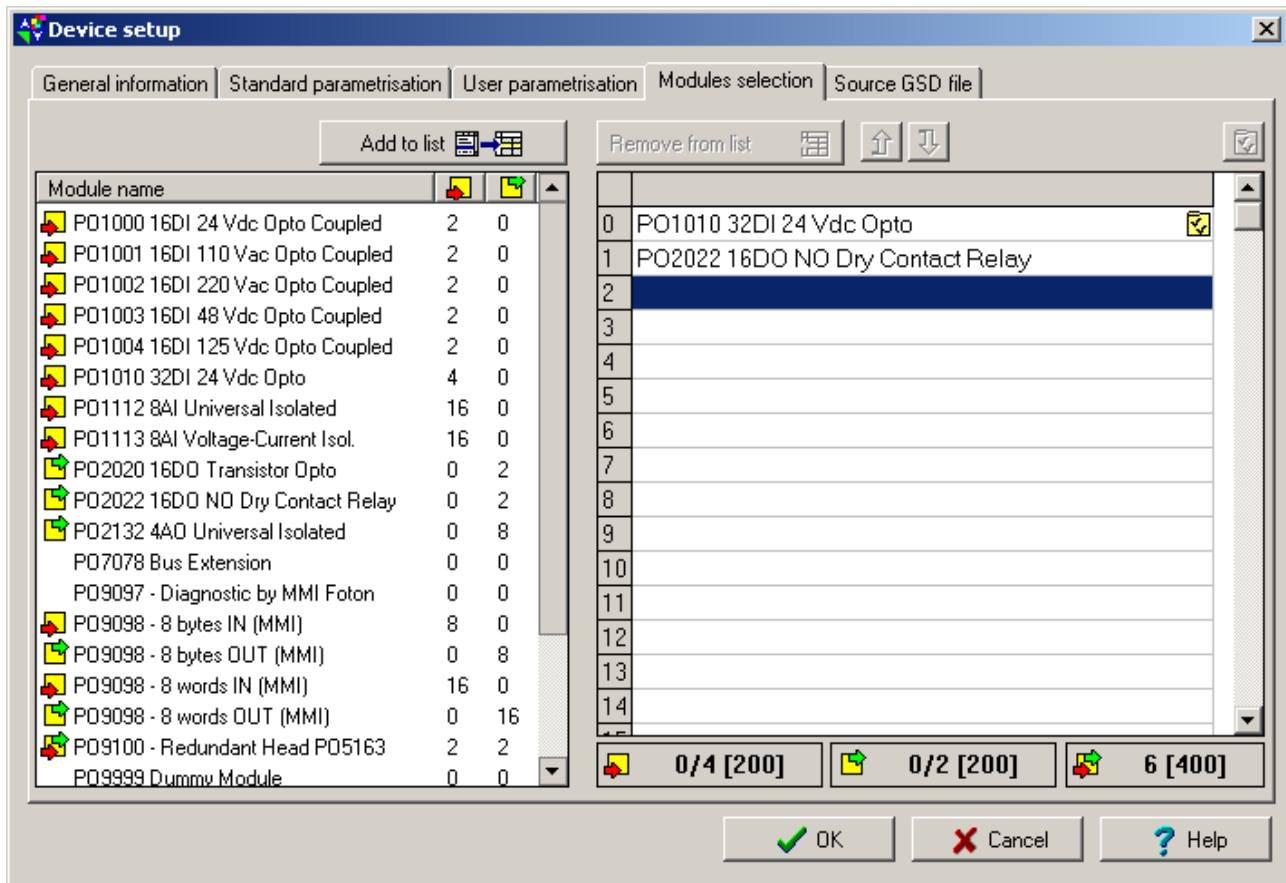 Device setup
General information Standard parametrisation User parametrisation Modules selection Source GSD file
Add to list Remove from list
Module name
PO1000 16DI 24 Vdc Opto Coupled 2 0
PO1001 16DI 110 Vac Opto Coupled 2 0
PO1002 16DI 220 Vac Opto Coupled 2 0
PO1003 16DI 48 Vdc Opto Coupled 2 0
PO1004 16DI 125 Vdc Opto Coupled 2 0
PO1010 32DI 24 Vdc Opto 4 0
PO1112 8AI Universal Isolated 16 0
PO1113 8AI Voltage-Current Isol. 16 0
PO2020 16DO Transistor Opto 0 2
PO2022 16DO NO Dry Contact Relay 0 2
PO2132 4AO Universal Isolated 0 8
PO7078 Bus Extension 0 0
PO9097 - Diagnostic by MMI Foton 0 0
PO9098 - 8 bytes IN (MMI) 8 0
PO9098 - 8 bytes OUT (MMI) 0 8
PO9098 - 8 words IN (MMI) 16 0
PO9098 - 8 words OUT (MMI) 0 16
PO9100 - Redundant Head PO5163 2 2
PO9999 Dummy Module 0 0
0 PO1010 32DI 24 Vdc Opto
1 PO2022 16DO NO Dry Contact Relay
2
3
4
5
6
7
8
9
10
11
12
13
14
0/4 [200] 0/2 [200] 6 [400]
OK Cancel Help